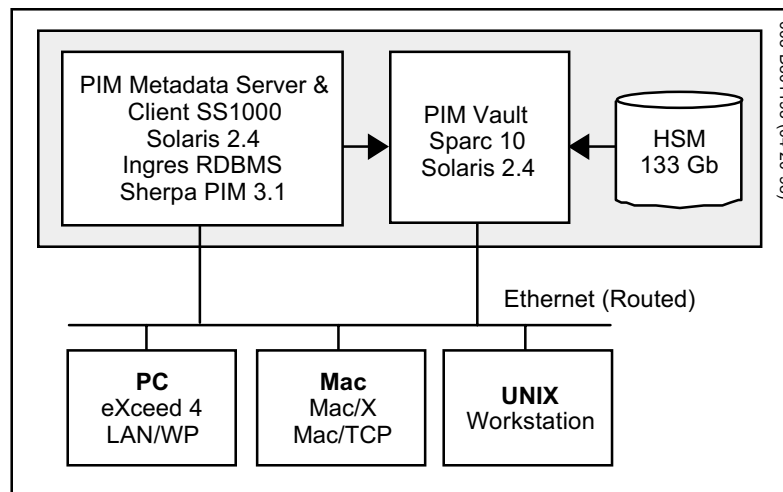 PIM Metadata Server &
Client SS1000
Solaris 2.4
Ingres RDBMS
Sherpa PIM 3.1
PIM Vault
Sparc 10
Solaris 2.4
HSM
133 Gb
Ethernet (Routed)
PC
eXceed 4
LAN/WP
Mac
Mac/X
Mac/TCP
UNIX
Workstation